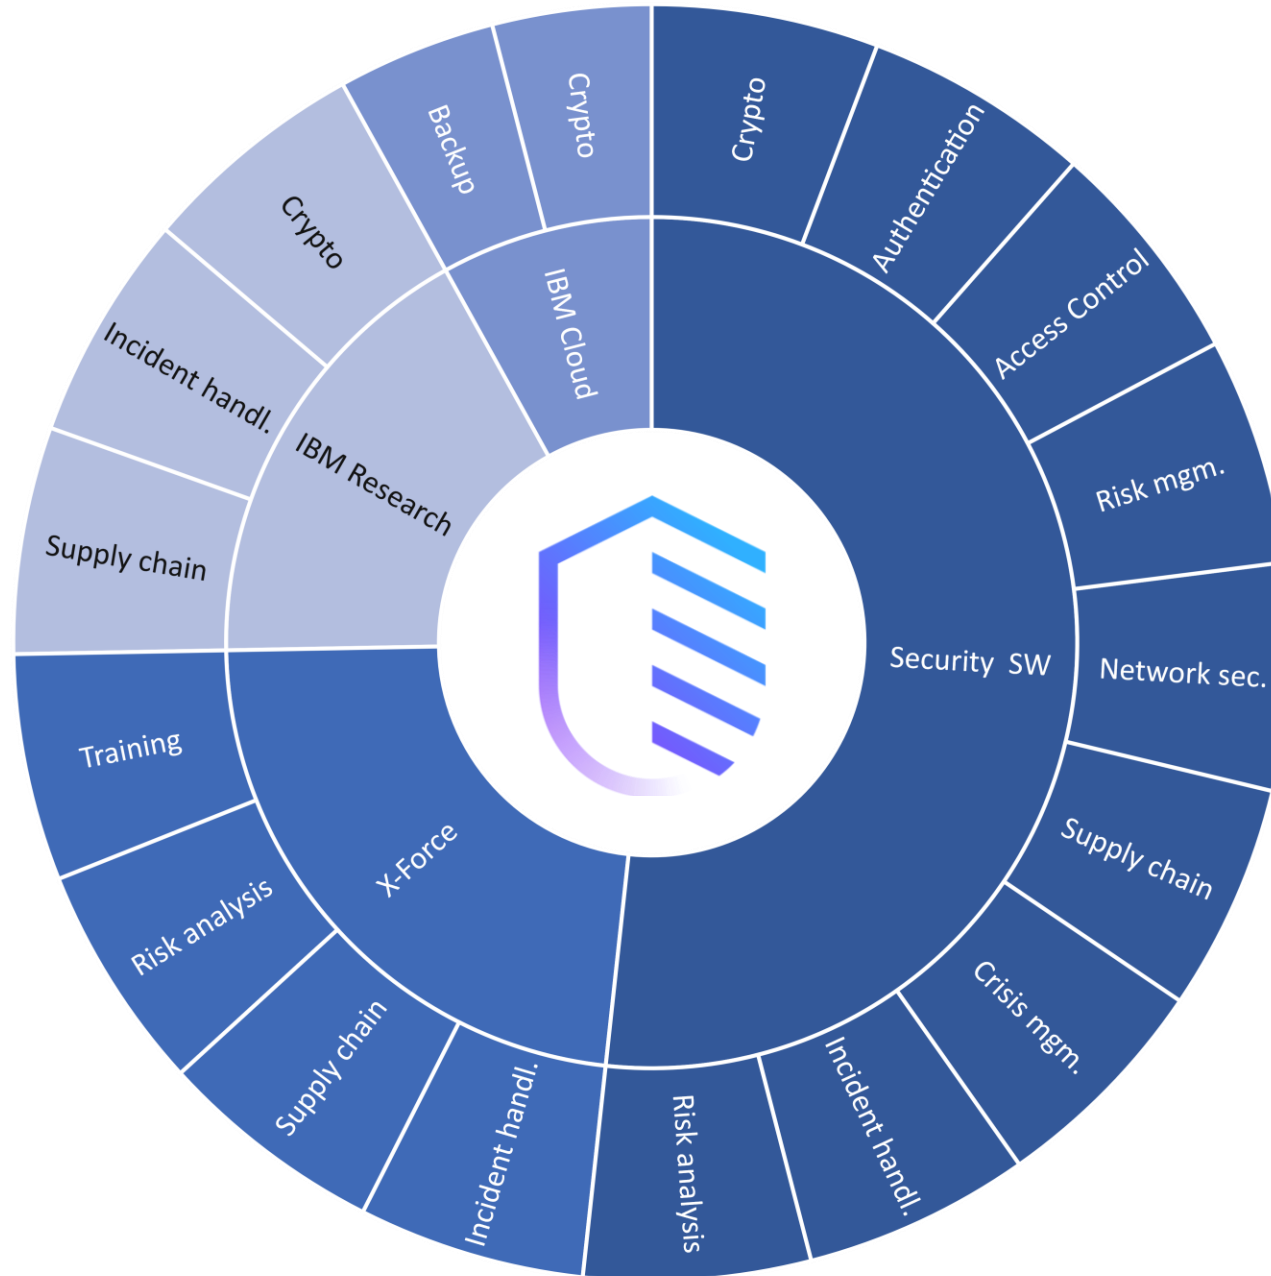 Crypto
Authentication
Access Control
Risk mgm.
Network sec.
Supply chain
Crisis mgm.
Incident handl.
Risk analysis
Security  SW
Incident handl.
Supply chain
Risk analysis
Training
X-Force
Supply chain
Incident handl.
Crypto
IBM Research
Backup
Crypto
IBM Cloud